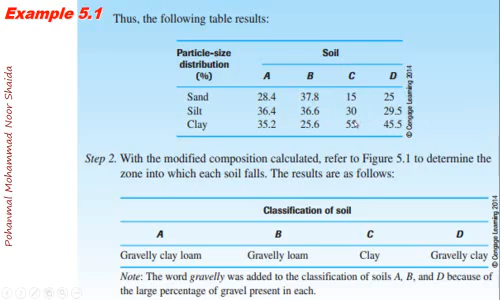 Example 5.1
Thus, the following table results:
Particle-size Soil
distribution
(%) A B C D
Sand 28.4 37.8 15 25
Silt 36.4 36.6 30 29.5
Clay 35.2 25.6 55 45.5
© Cengage Learning 2014
Step 2. With the modified composition calculated, refer to Figure 5.1 to determine the
zone into which each soil falls. The results are as follows:
Classification of soil
A B C D
Gravelly clay loam Gravelly loam Clay Gravelly clay
© Cengage Learning 2014
Note: The word gravelly was added to the classification of soils A, B, and D because of
the large percentage of gravel present in each.
Pohanmal Mohammad Noor Shaida